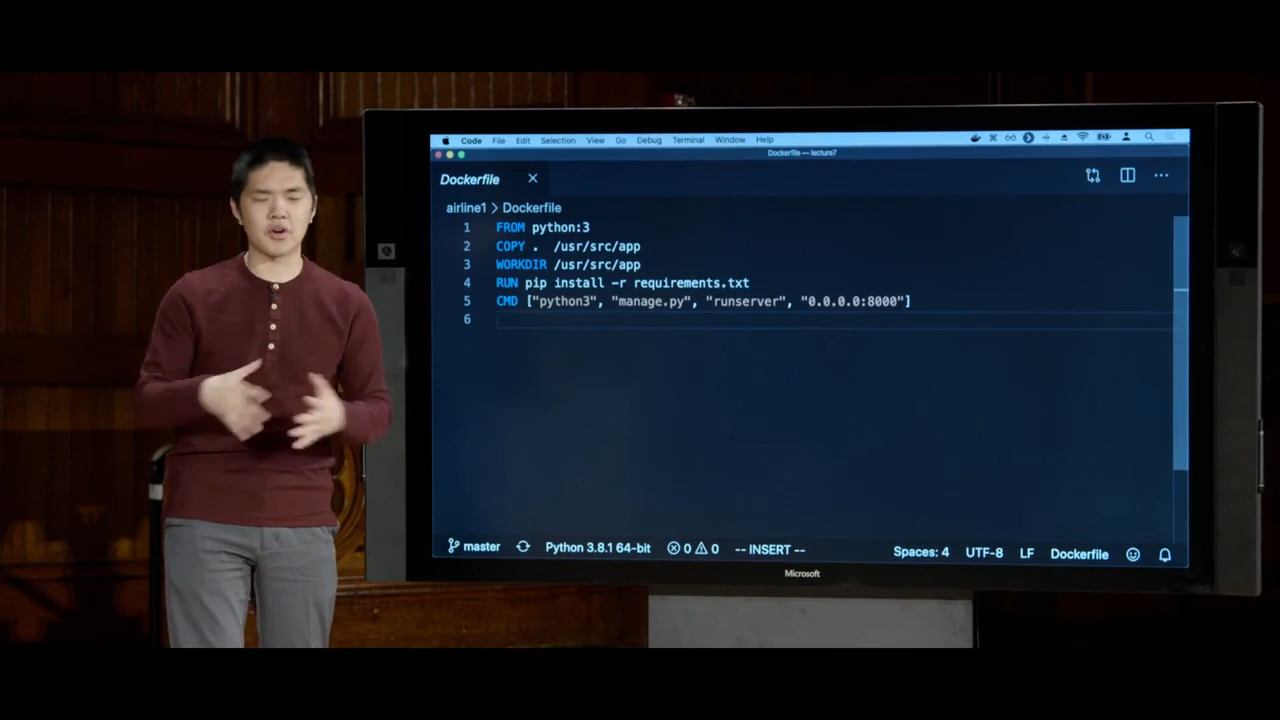 Code File Edit Selection View Go Debug Terminal Window Help
Dockerfile — lecture7
Dockerfile
airline1 > Dockerfile
1 FROM python:3
2 COPY . /usr/src/app
3 WORKDIR /usr/src/app
4 RUN pip install -r requirements.txt
5 CMD ["python3", "manage.py", "runserver", "0.0.0.0:8000"]
6
master Python 3.8.1 64-bit 0 0 -- INSERT -- Spaces: 4 UTF-8 LF Dockerfile
Microsoft